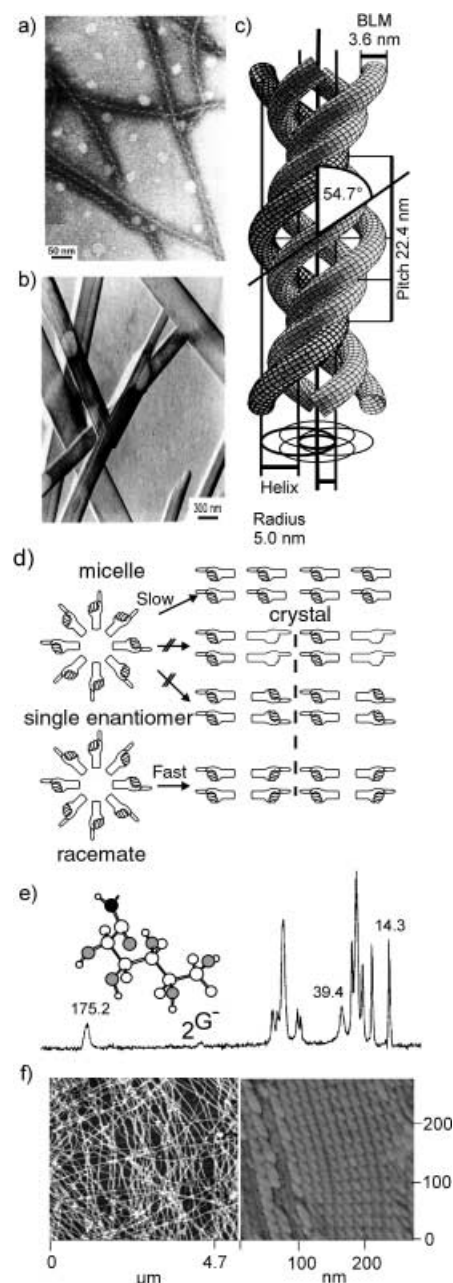 a)
50 nm
b)
300 nm
c)
BLM
3.6 nm
54.7°
Pitch 22.4 nm
Helix
Radius
5.0 nm
d)
micelle
Slow
crystal
single enantiomer
Fast
racemate
e)
175.2
2G⁻
39.4
14.3
f)
0
4.7
μm
100
200
nm
200
100
0